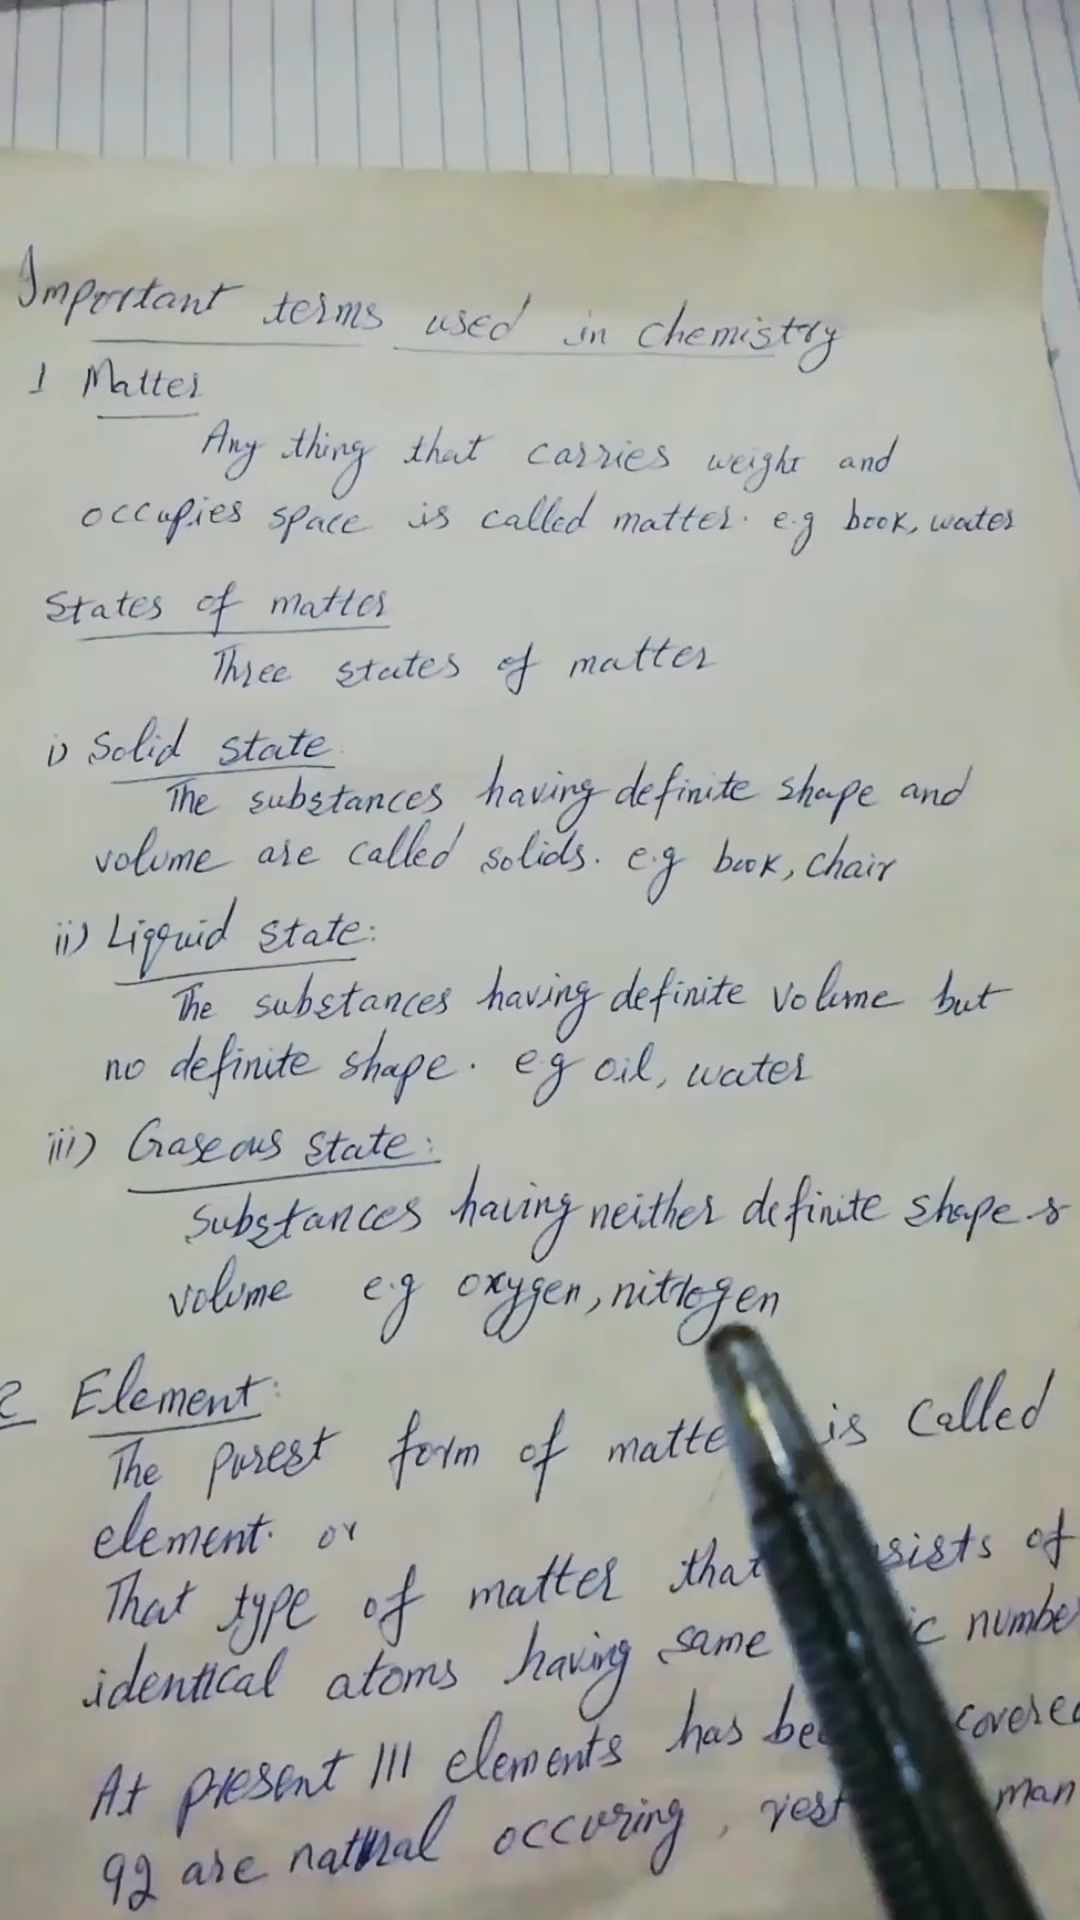 Important terms used in chemistry
1 Matter
Any thing that carries weight and
occupies space is called matter. e.g book, water
States of matter
Three states of matter
i) Solid state
The substances having definite shape and
volume are called solids. e.g book, chair
ii) Liquid state:
The substances having definite volume but
no definite shape. e.g oil, water
iii) Gaseous state:
Substances having neither definite shape &
volume e.g oxygen, nitrogen
2 Element:
The purest form of matte is called
element. or
That type of matter that of
identical atoms having same number
At present 111 elements has
92 are natural occuring, rest man